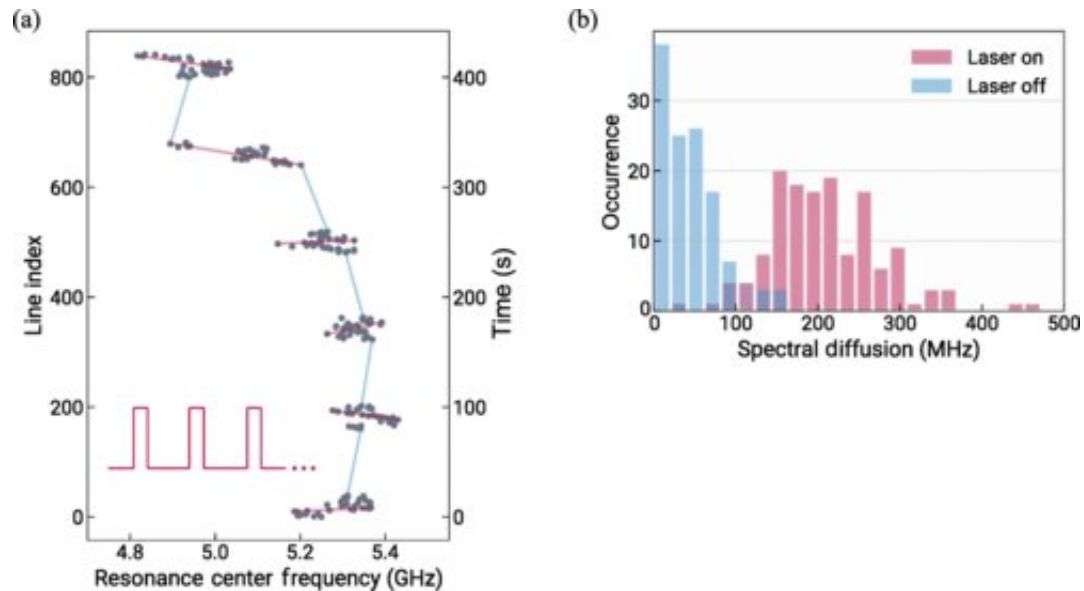 (a)
800
600
400
200
0
Line index
400
300
200
100
0
Time (s)
4.8 5.0 5.2 5.4
Resonance center frequency (GHz)
(b)
Laser on
Laser off
30
20
10
0
Occurrence
0 100 200 300 400 500
Spectral diffusion (MHz)